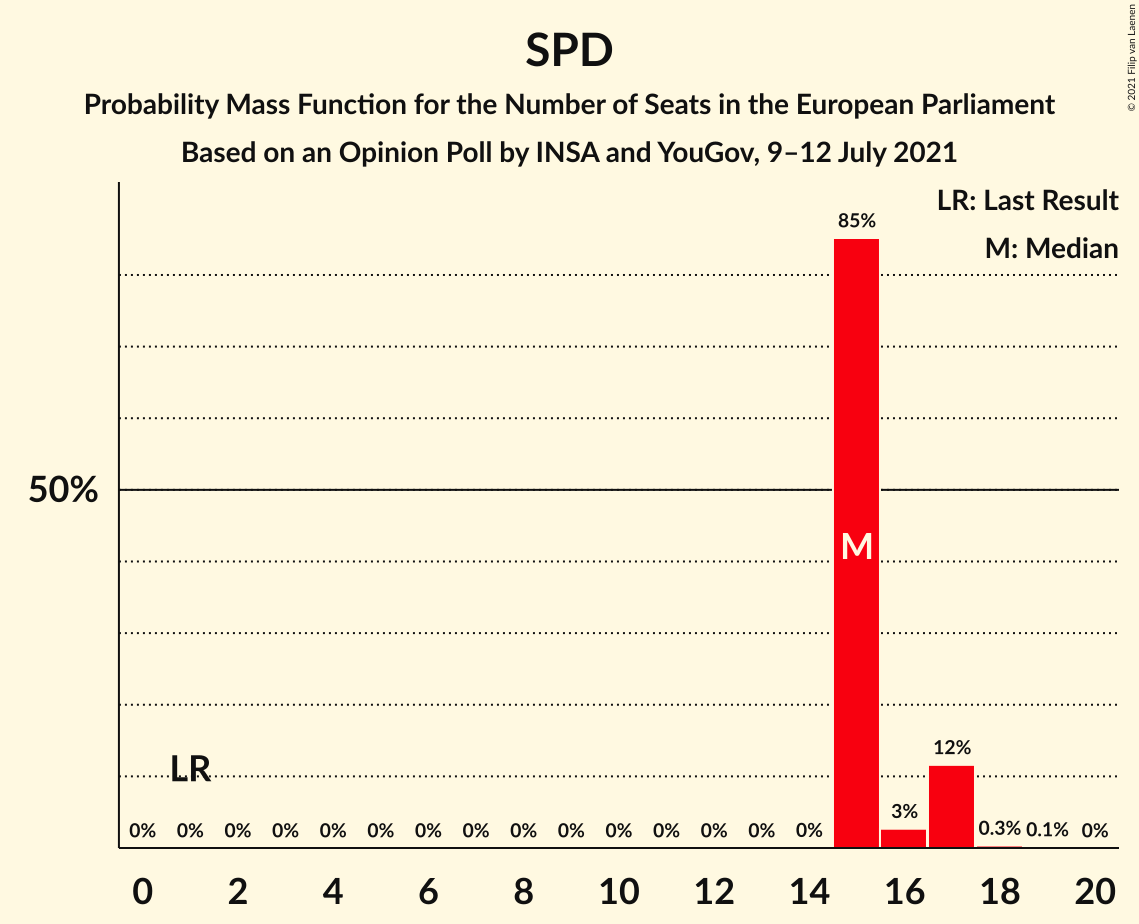 SPD
Probability Mass Function for the Number of Seats in the European Parliament
Based on an Opinion Poll by INSA and YouGov, 9–12 July 2021
© 2021 Filip van Laenen
LR: Last Result
M: Median
85%
50%
M
LR
12%
3%
0% 0% 0% 0% 0% 0% 0% 0% 0% 0% 0% 0% 0% 0% 0% 0.3% 0.1% 0%
0 2 4 6 8 10 12 14 16 18 20